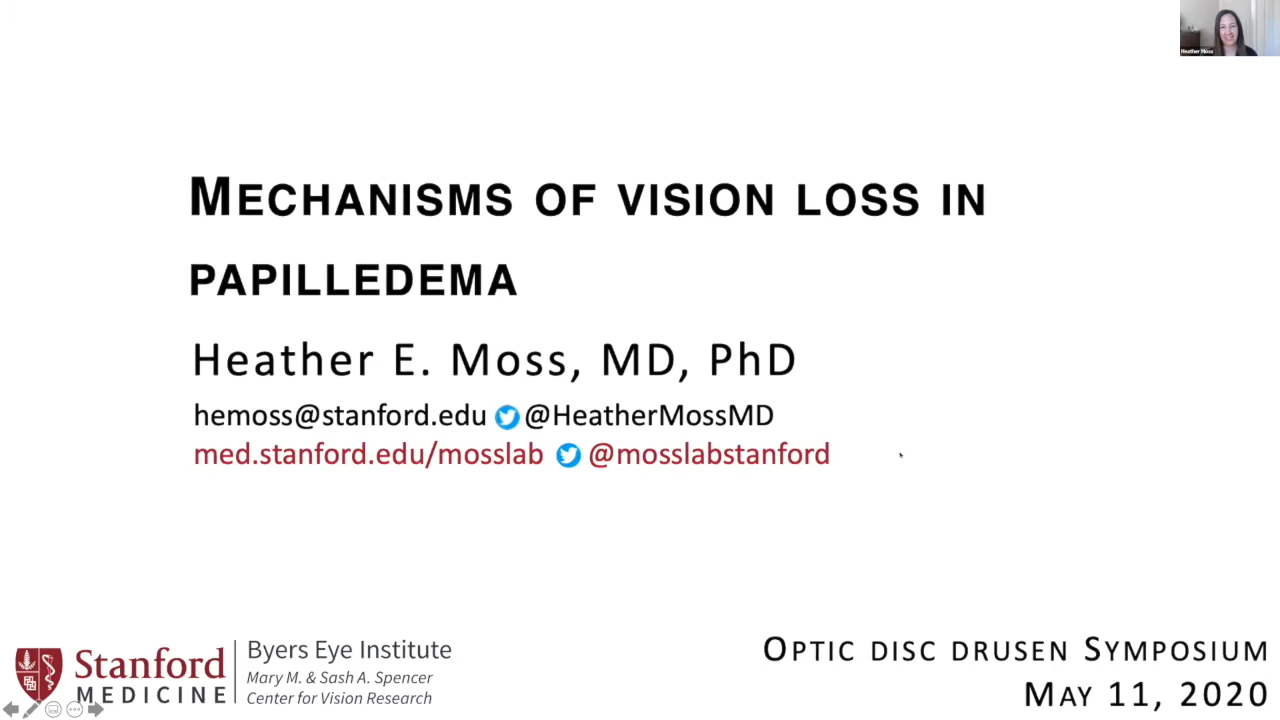 Heather Moss
MECHANISMS OF VISION LOSS IN
PAPILLEDEMA
Heather E. Moss, MD, PhD
hemoss@stanford.edu @HeatherMossMD
med.stanford.edu/mosslab @mosslabstanford
Stanford
MEDICINE
Byers Eye Institute
Mary M. & Sash A. Spencer
Center for Vision Research
OPTIC DISC DRUSEN SYMPOSIUM
MAY 11, 2020